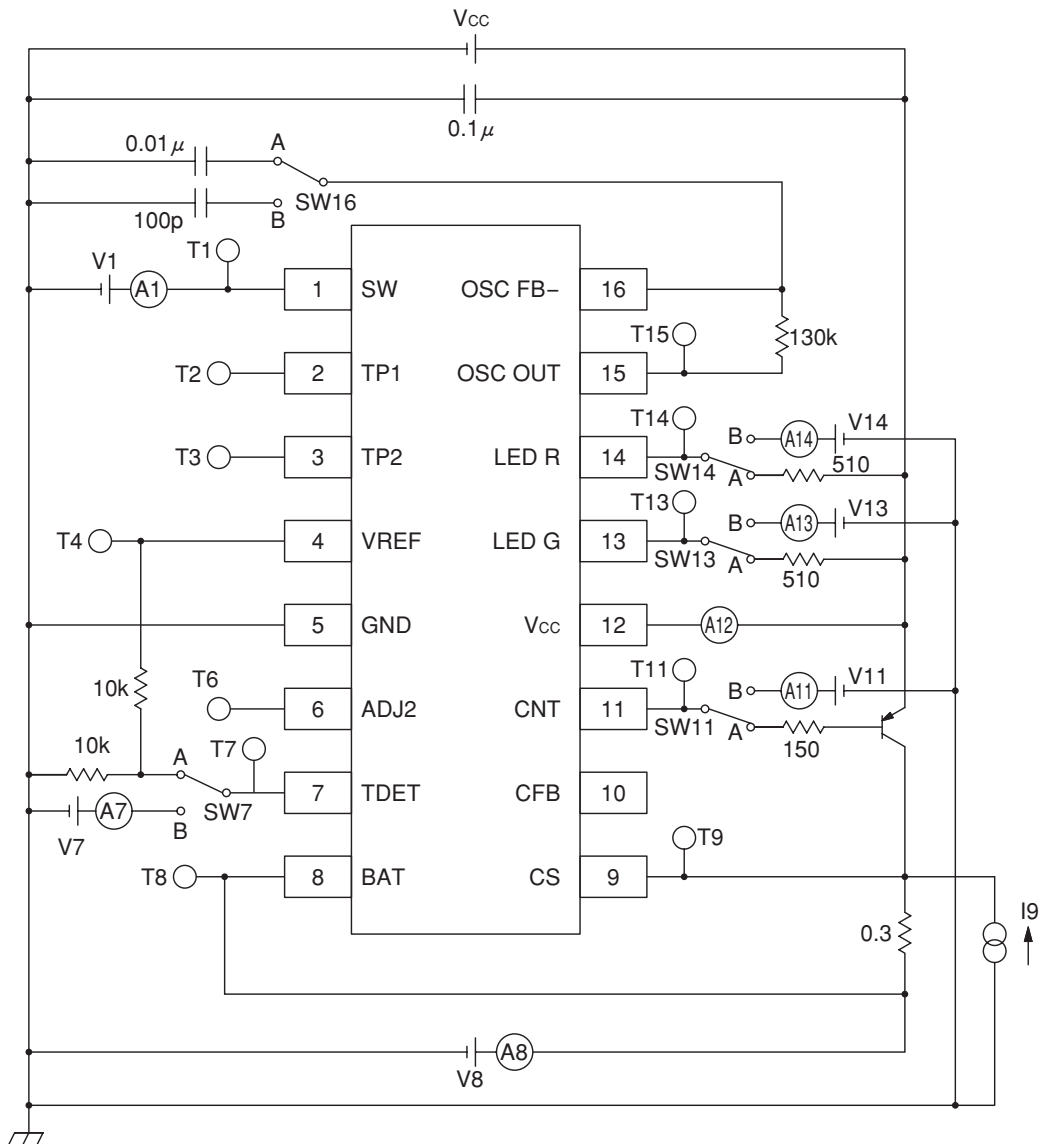 VCC
0.1μ
0.01μ
A
SW16
100p
B
T1
V1
A1
1
SW
OSC FB−
16
130k
T15
T2
2
TP1
OSC OUT
15
T14
B
A14
V14
T3
3
TP2
LED R
14
SW14
A
510
T13
B
A13
V13
T4
4
VREF
LED G
13
SW13
A
510
5
GND
VCC
12
A12
10k
T6
6
ADJ2
CNT
11
T11
SW11
B
A11
V11
A
150
10k
A
T7
SW7
7
TDET
CFB
10
A7
B
V7
T9
T8
8
BAT
CS
9
0.3
I9
V8
A8